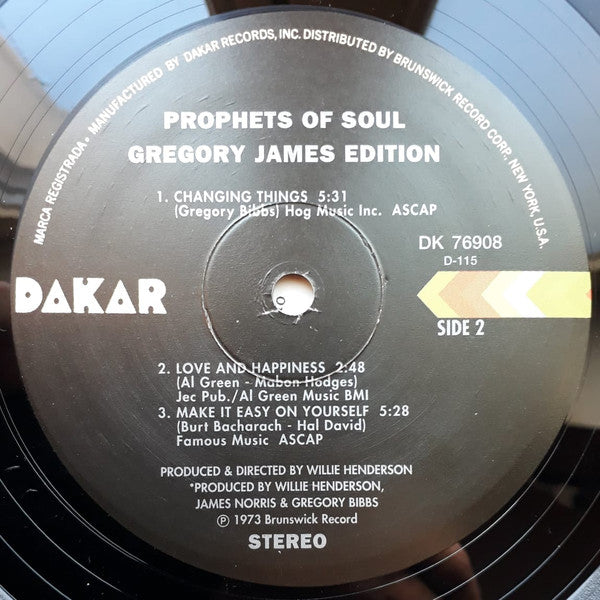 MARCA REGISTRADA • MANUFACTURED BY DAKAR RECORDS, INC. DISTRIBUTED BY BRUNSWICK RECORD CORP. NEW YORK, U.S.A.
PROPHETS OF SOUL
GREGORY JAMES EDITION
1. CHANGING THINGS 5:31
(Gregory Bibbs) Hog Music Inc. ASCAP
DK 76908
D-115
DAKAR
SIDE 2
2. LOVE AND HAPPINESS 2:48
(Al Green - Mabon Hodges)
Jec Pub./Al Green Music BMI
3. MAKE IT EASY ON YOURSELF 5:28
(Burt Bacharach - Hal David)
Famous Music ASCAP
PRODUCED & DIRECTED BY WILLIE HENDERSON
*PRODUCED BY WILLIE HENDERSON,
JAMES NORRIS & GREGORY BIBBS
℗ 1973 Brunswick Record
STEREO